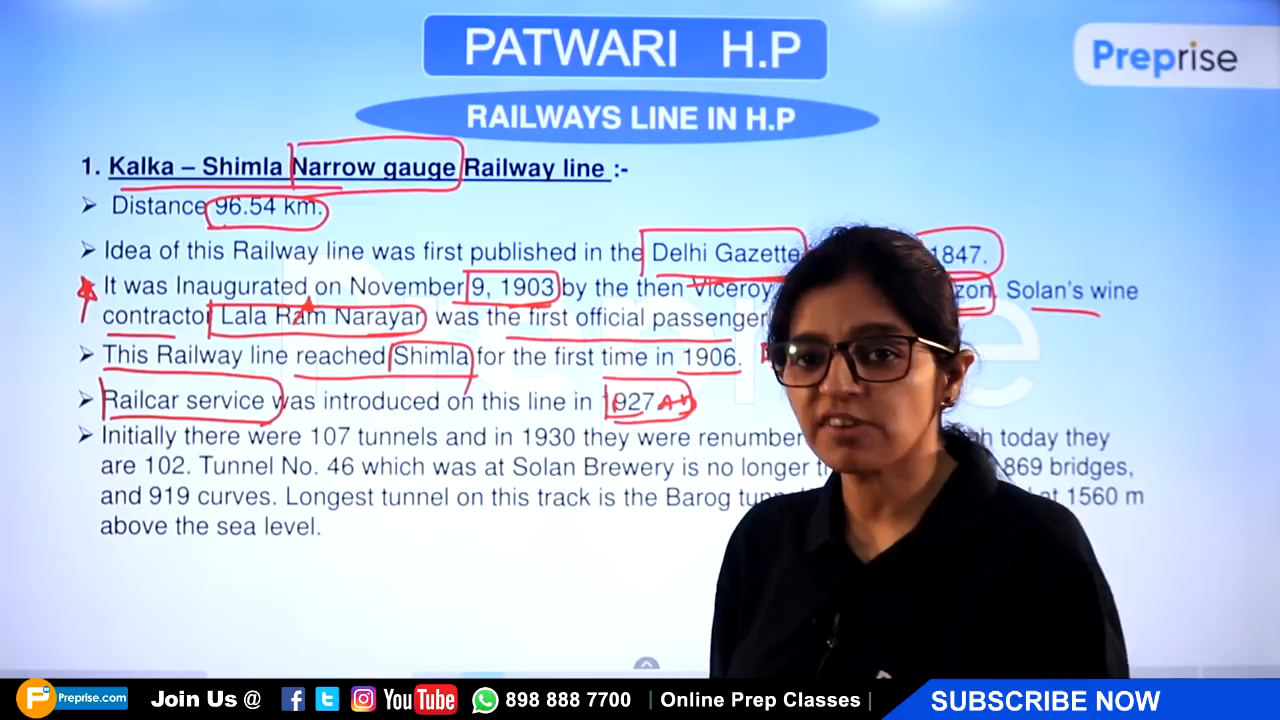 PATWARI H.P
Preprise
RAILWAYS LINE IN H.P
1. Kalka – Shimla Narrow gauge Railway line :-
➢ Distance 96.54 km.
➢ Idea of this Railway line was first published in the Delhi Gazette 1847.
➢ It was Inaugurated on November 9, 1903 by the then Viceroy Solan's wine
contractor Lala Ram Narayan was the first official passenger
➢ This Railway line reached Shimla for the first time in 1906.
➢ Railcar service was introduced on this line in 1927 AD
➢ Initially there were 107 tunnels and in 1930 they were today they
are 102. Tunnel No. 46 which was at Solan Brewery is no longer 869 bridges,
and 919 curves. Longest tunnel on this track is the Barog at 1560 m
above the sea level.
Preprise.com Join Us @ YouTube 898 888 7700 | Online Prep Classes | SUBSCRIBE NOW